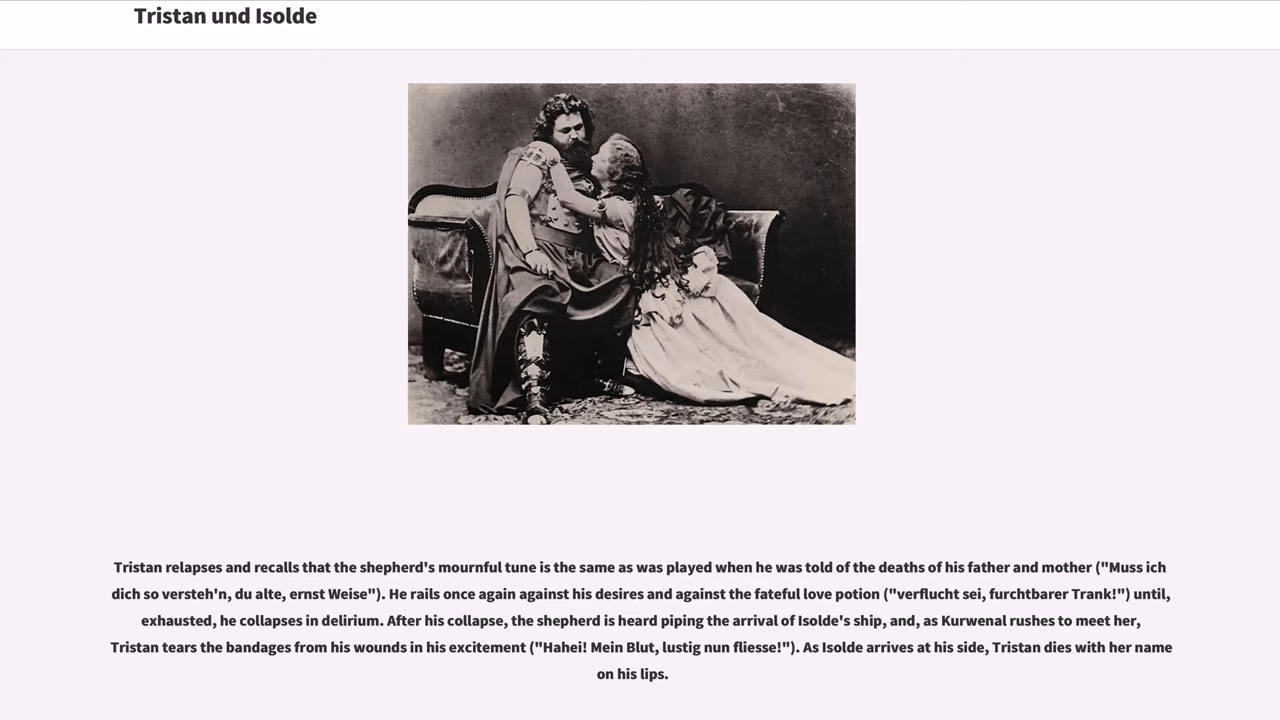 Tristan und Isolde
Tristan relapses and recalls that the shepherd's mournful tune is the same as was played when he was told of the deaths of his father and mother ("Muss ich
dich so versteh'n, du alte, ernst Weise"). He rails once again against his desires and against the fateful love potion ("verflucht sei, furchtbarer Trank!") until,
exhausted, he collapses in delirium. After his collapse, the shepherd is heard piping the arrival of Isolde's ship, and, as Kurwenal rushes to meet her,
Tristan tears the bandages from his wounds in his excitement ("Hahei! Mein Blut, lustig nun fliesse!"). As Isolde arrives at his side, Tristan dies with her name
on his lips.